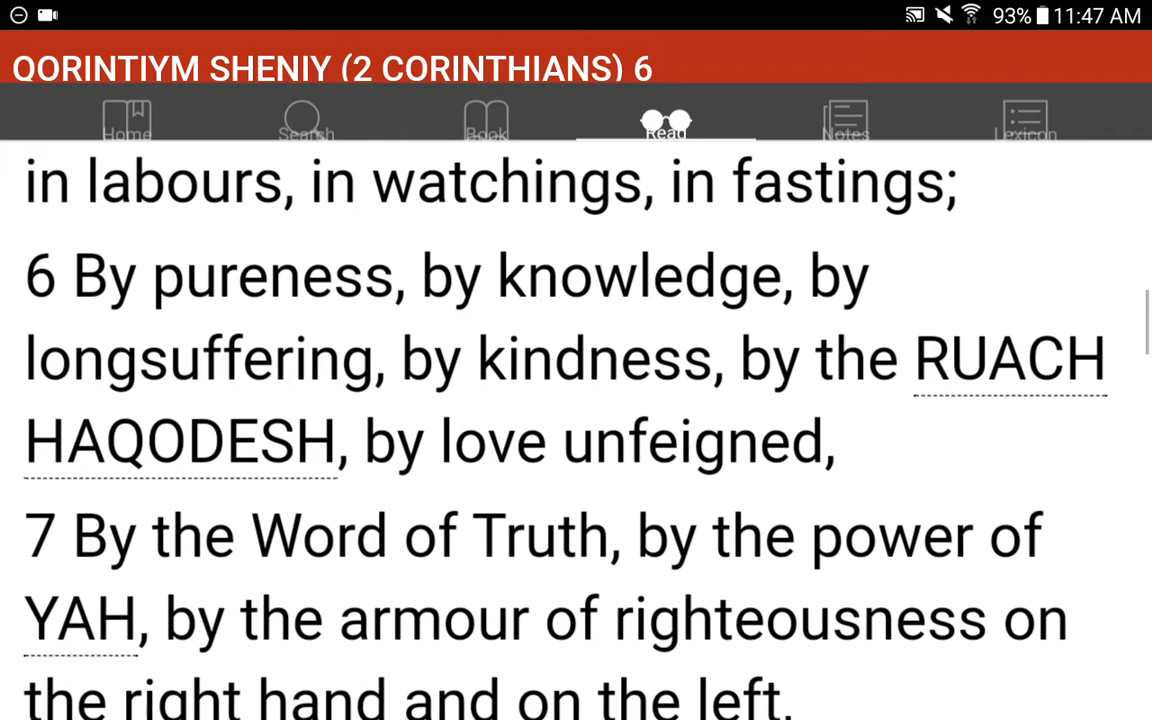 93% 11:47 AM
QORINTIYM SHENIY (2 CORINTHIANS) 6
Home Search Book Read Notes Lexicon
in labours, in watchings, in fastings;
6 By pureness, by knowledge, by
longsuffering, by kindness, by the RUACH
HAQODESH, by love unfeigned,
7 By the Word of Truth, by the power of
YAH, by the armour of righteousness on
the right hand and on the left,